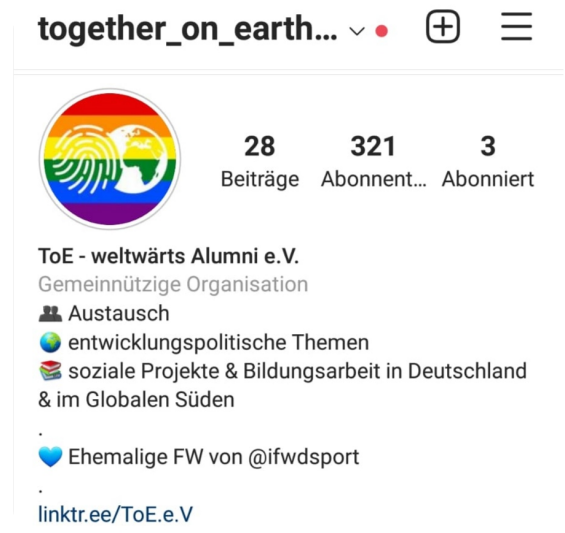 together_on_earth...
28
321
3
Beiträge
Abonnent...
Abonniert
ToE - weltwärts Alumni e.V.
Gemeinnützige Organisation
👥 Austausch
🌍 entwicklungspolitische Themen
📚 soziale Projekte & Bildungsarbeit in Deutschland
& im Globalen Süden
.
💙 Ehemalige FW von @ifwdsport
.
linktr.ee/ToE.e.V